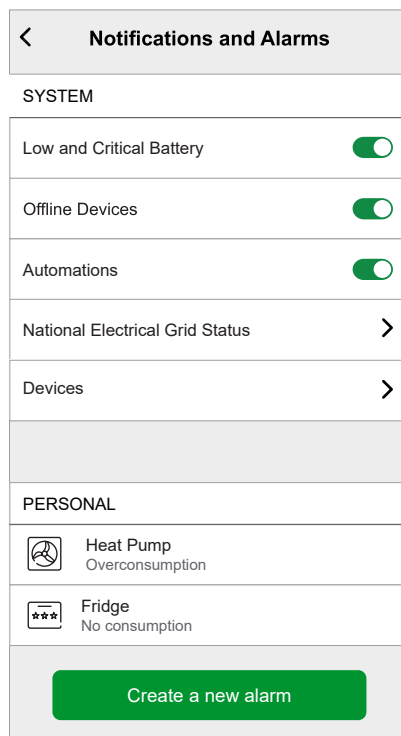 Notifications and Alarms
SYSTEM
Low and Critical Battery
Offline Devices
Automations
National Electrical Grid Status
Devices
PERSONAL
Heat Pump
Overconsumption
Fridge
No consumption
Create a new alarm